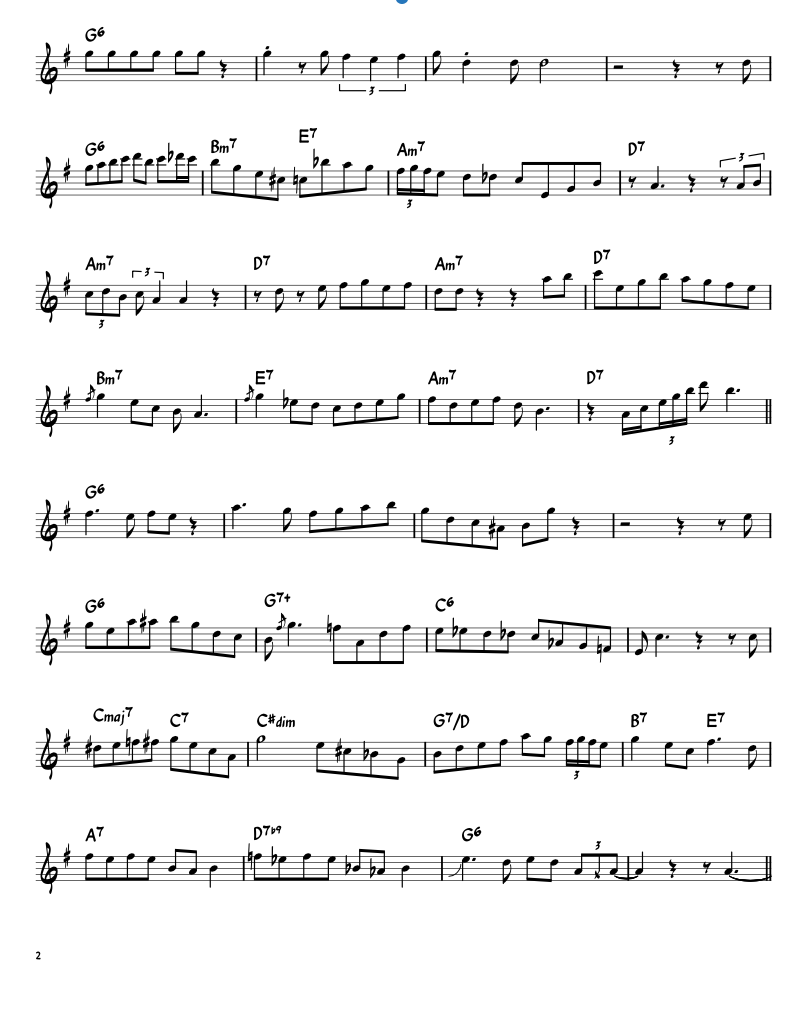 G6
3
G6 Bm7 E7 Am7 D7
3 3
Am7 D7 Am7 D7
3 3
Bm7 E7 Am7 D7
3
G6
G6 G7+ C6
Cmaj7 C7 C#dim G7/D B7 E7
3
A7 D7b9 G6
3
2